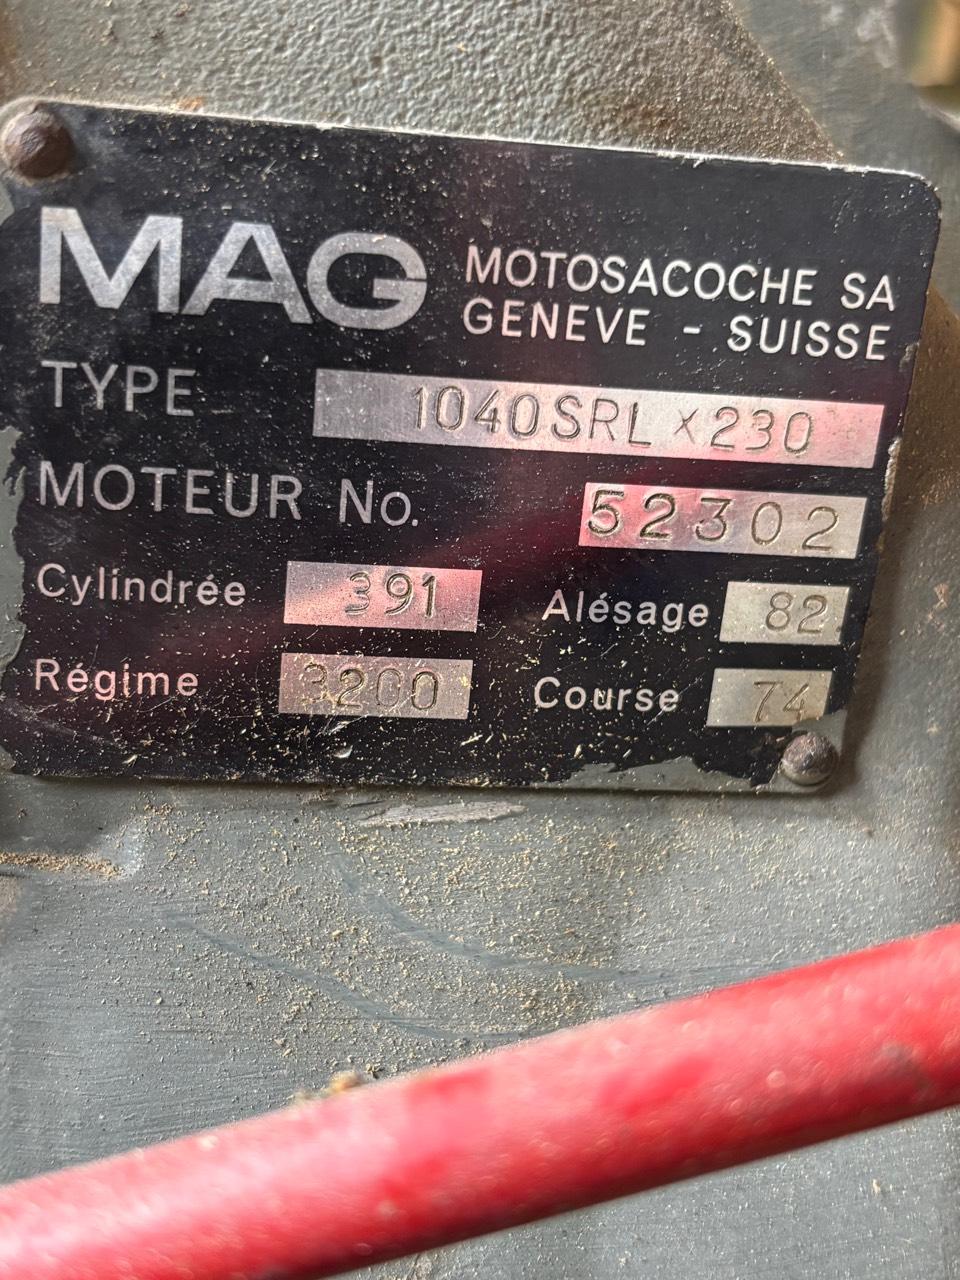 MAG MOTOSACOCHE SA
GENEVE - SUISSE
TYPE 1040SRL x 230
MOTEUR No. 52302
Cylindrée 391 Alésage 82
Régime 3200 Course 74